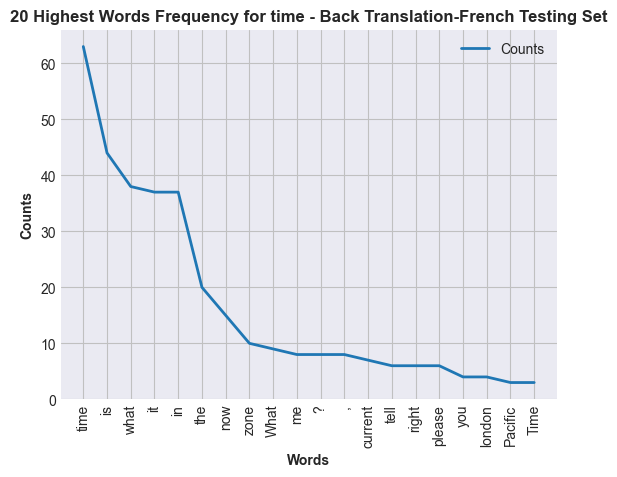 20 Highest Words Frequency for time - Back Translation-French Testing Set
Counts
Counts
60
50
40
30
20
10
0
time
is
what
it
in
the
now
zone
What
me
?
,
current
tell
right
please
you
london
Pacific
Time
Words